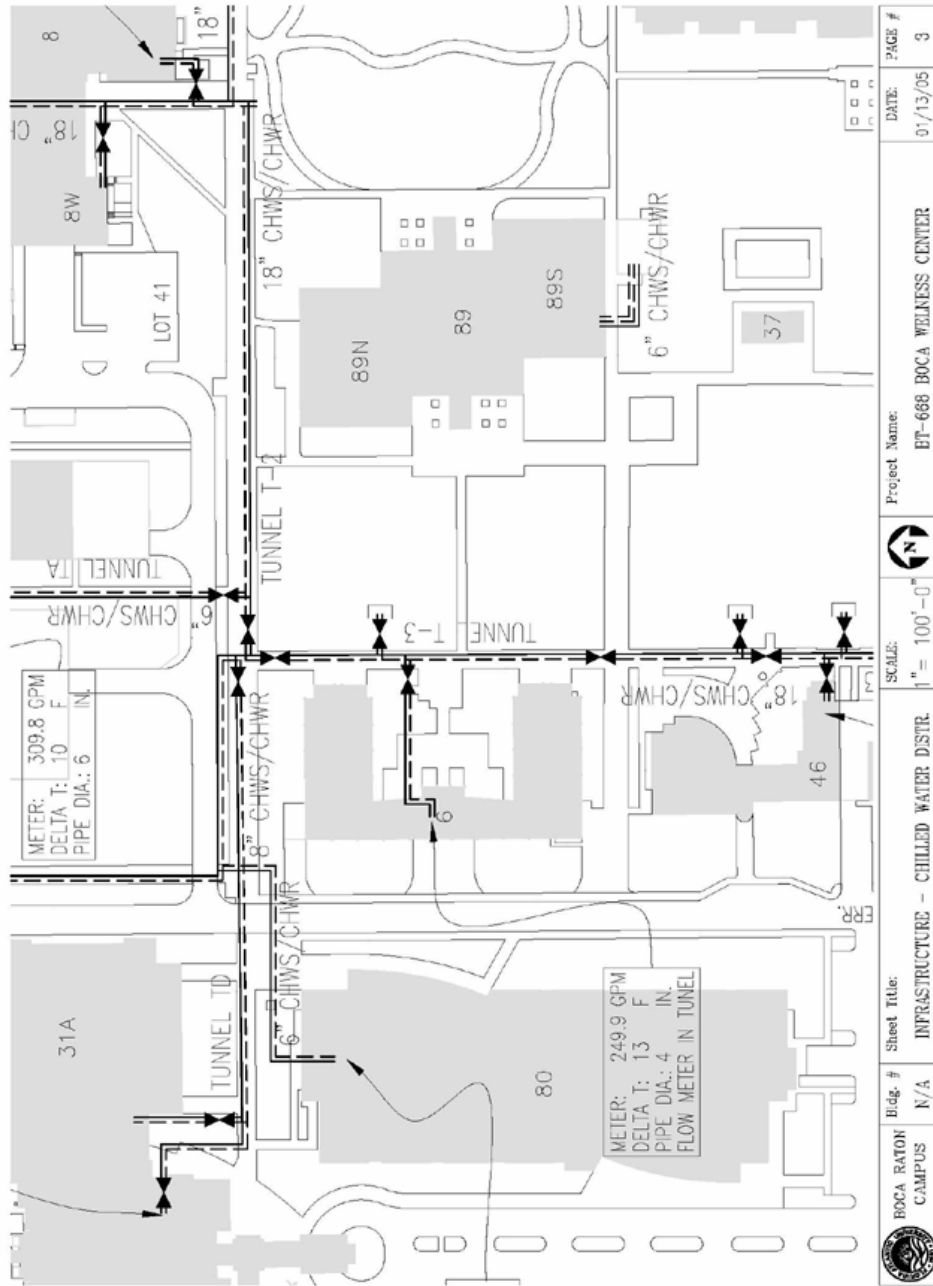 8
18"
18" CH
8W
LOT 41
18" CHWS/CHWR
TUNNEL T-2
89N
89
89S
6" CHWS/CHWR
37
TUNNEL TA
6" CHWS/CHWR
TUNNEL T-3
18" CHWS/CHWR
METER: 309.8 GPM
DELTA T: 10 F
PIPE DIA.: 6 IN.
8" CHWS/CHWR
6
46
3
ERR.
31A
TUNNEL TD
6" CHWS/CHWR
80
METER: 249.9 GPM
DELTA T: 13 F
PIPE DIA.: 4 IN.
FLOW METER IN TUNEL
BOCA RATON
CAMPUS
Bldg. #
N/A
Sheet Title:
INFRASTRUCTURE - CHILLED WATER DISTR.
SCALE:
1" = 100'-0"
N
Project Name:
BT-668 BOCA WELNESS CENTER
DATE:
01/13/05
PAGE #
3